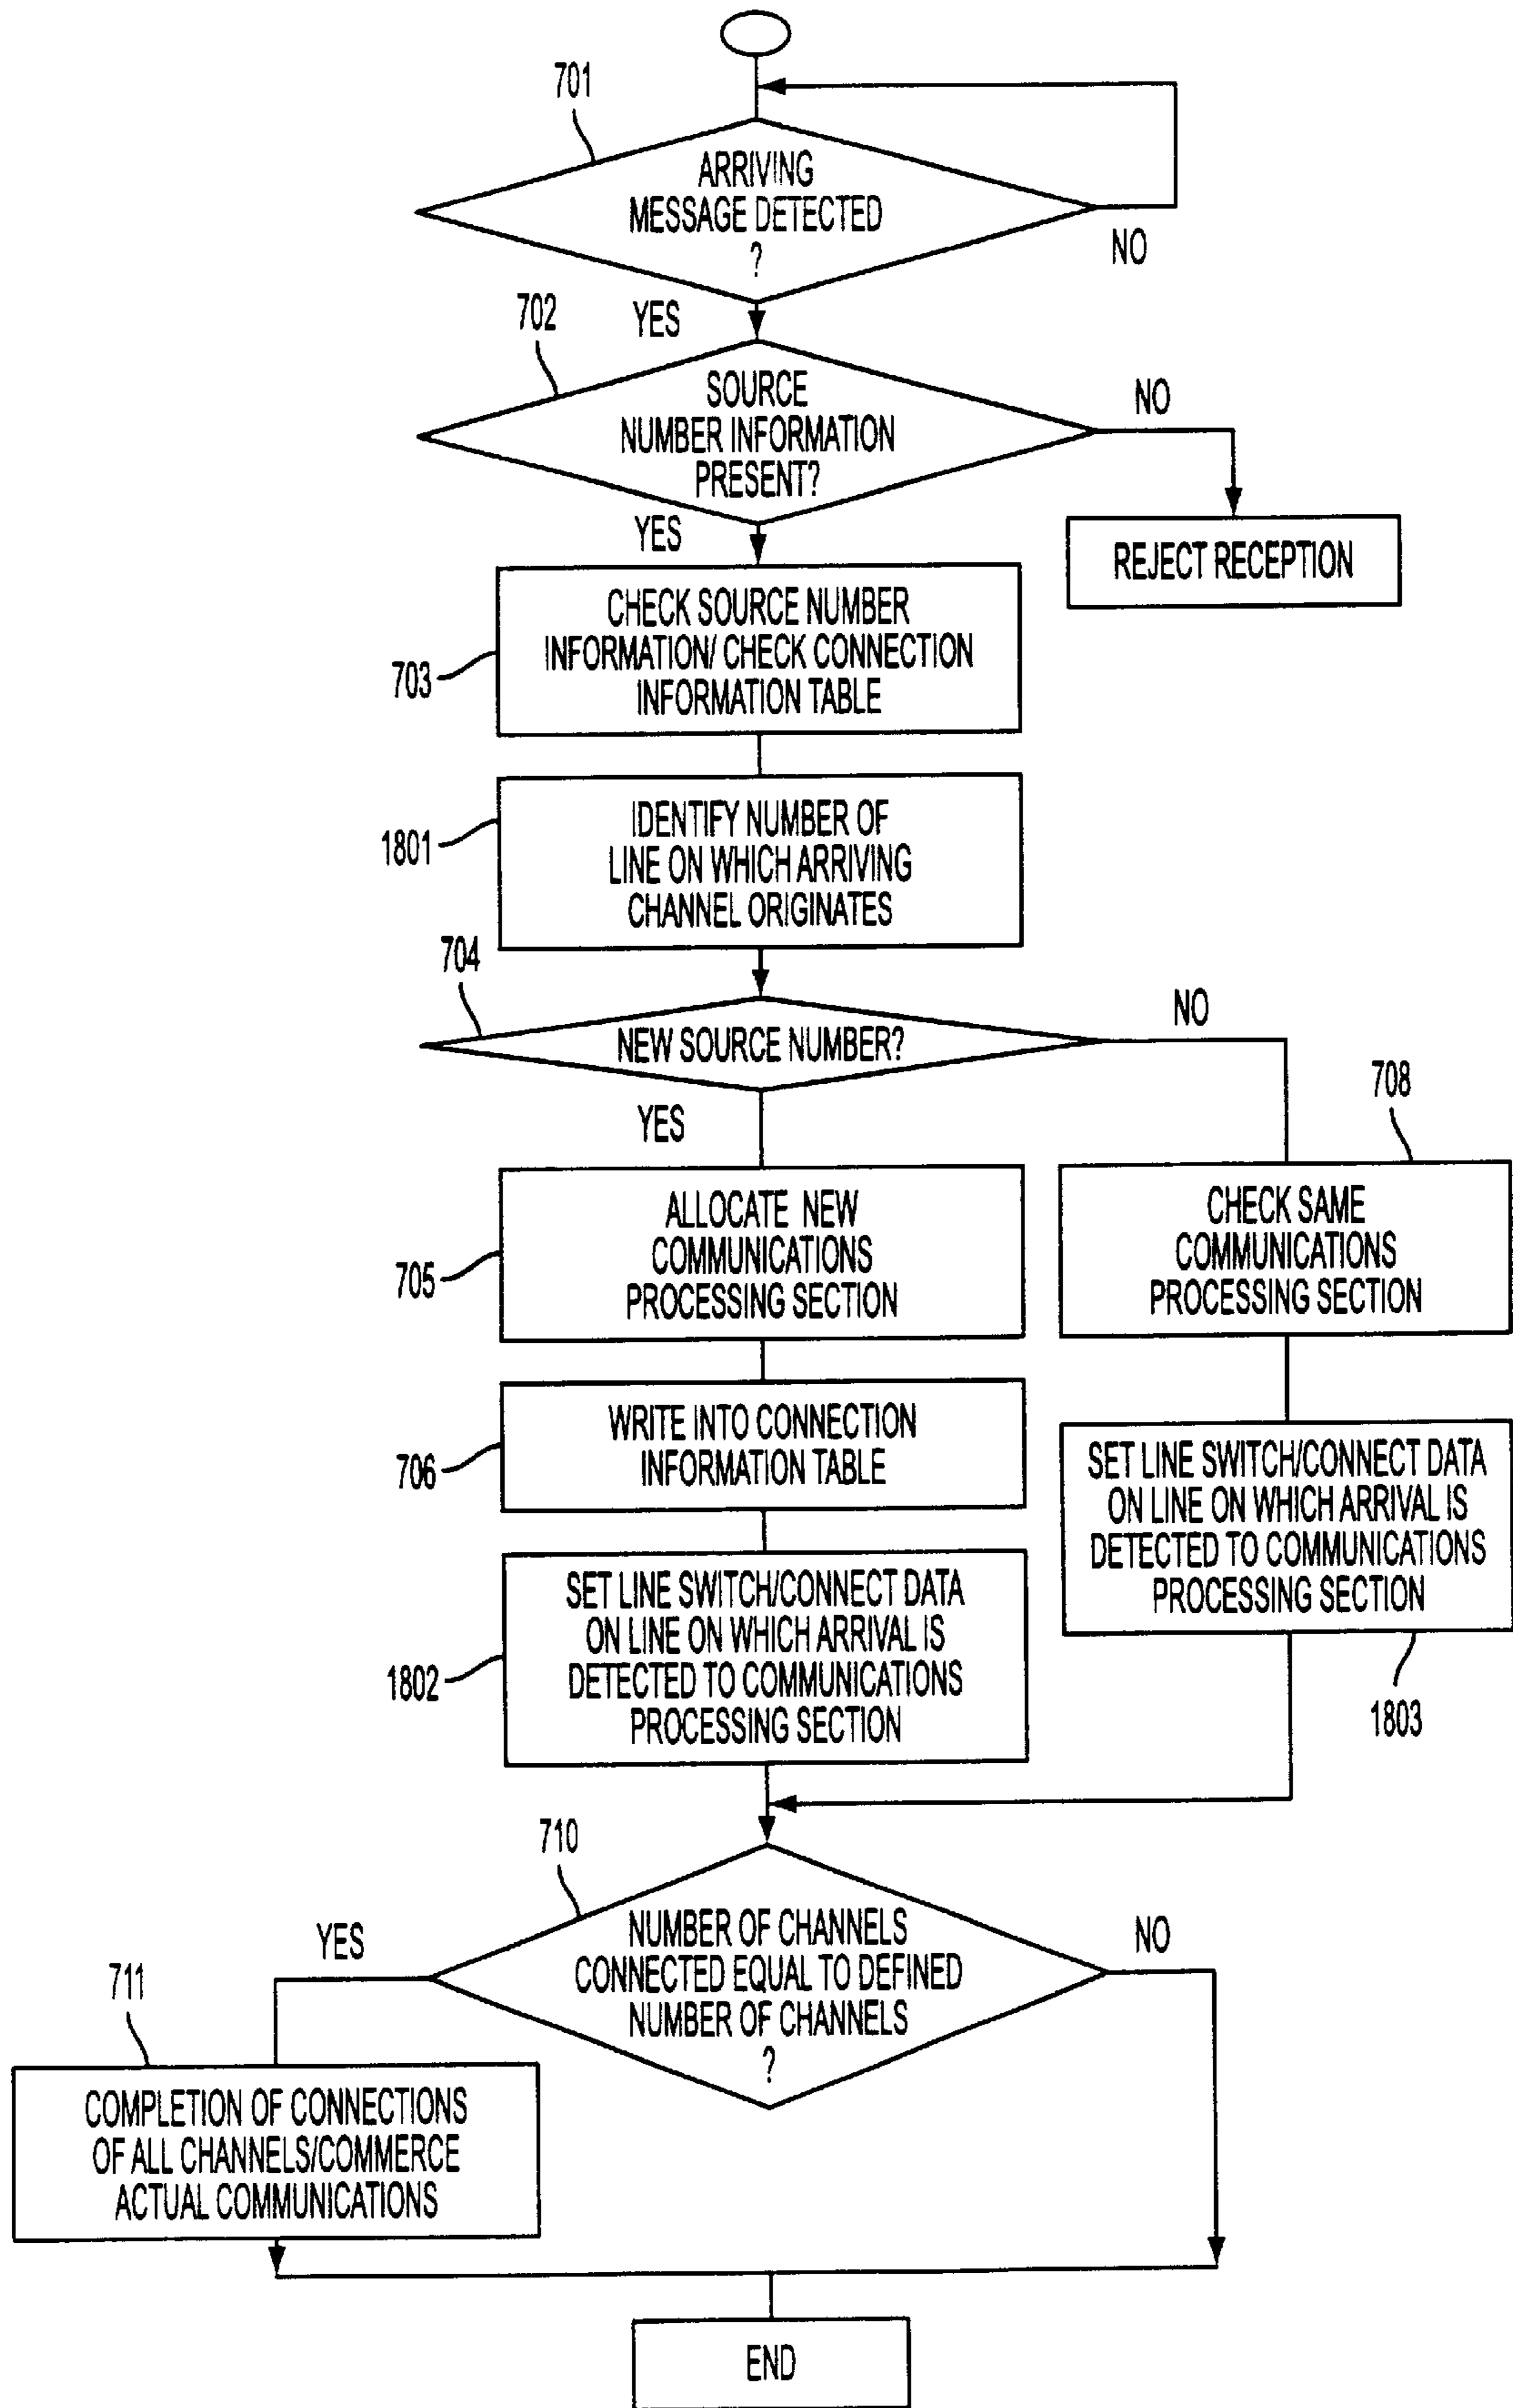 701
ARRIVING
MESSAGE DETECTED
?
NO
YES
702
SOURCE
NUMBER INFORMATION
PRESENT?
NO
YES
REJECT RECEPTION
703
CHECK SOURCE NUMBER
INFORMATION/ CHECK CONNECTION
INFORMATION TABLE
1801
IDENTIFY NUMBER OF
LINE ON WHICH ARRIVING
CHANNEL ORIGINATES
704
NEW SOURCE NUMBER?
NO
YES
708
705
ALLOCATE NEW
COMMUNICATIONS
PROCESSING SECTION
CHECK SAME
COMMUNICATIONS
PROCESSING SECTION
706
WRITE INTO CONNECTION
INFORMATION TABLE
SET LINE SWITCH/CONNECT DATA
ON LINE ON WHICH ARRIVAL IS
DETECTED TO COMMUNICATIONS
PROCESSING SECTION
1803
1802
SET LINE SWITCH/CONNECT DATA
ON LINE ON WHICH ARRIVAL IS
DETECTED TO COMMUNICATIONS
PROCESSING SECTION
710
NUMBER OF CHANNELS
CONNECTED EQUAL TO DEFINED
NUMBER OF CHANNELS
?
YES
NO
711
COMPLETION OF CONNECTIONS
OF ALL CHANNELS/COMMERCE
ACTUAL COMMUNICATIONS
END